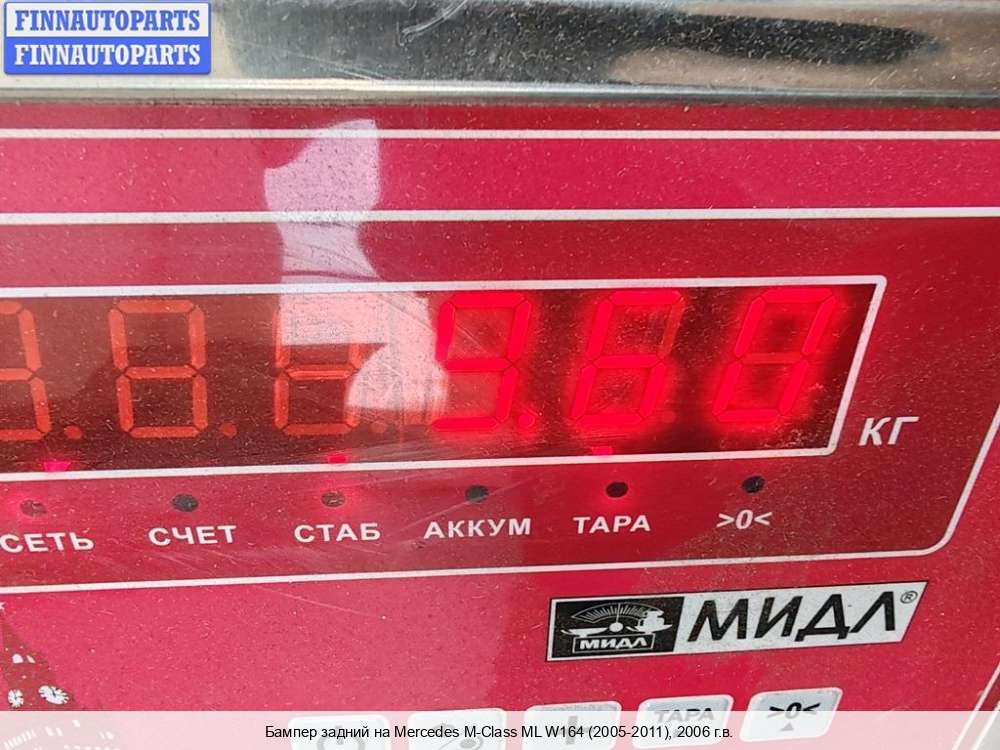 FINNAUTOPARTS
FINNAUTOPARTS
9.60
КГ
СЕТЬ СЧЕТ СТАБ АККУМ ТАРА >0<
МИДЛ МИДЛ®
ТАРА >0<
Бампер задний на Mercedes M-Class ML W164 (2005-2011), 2006 г.в.